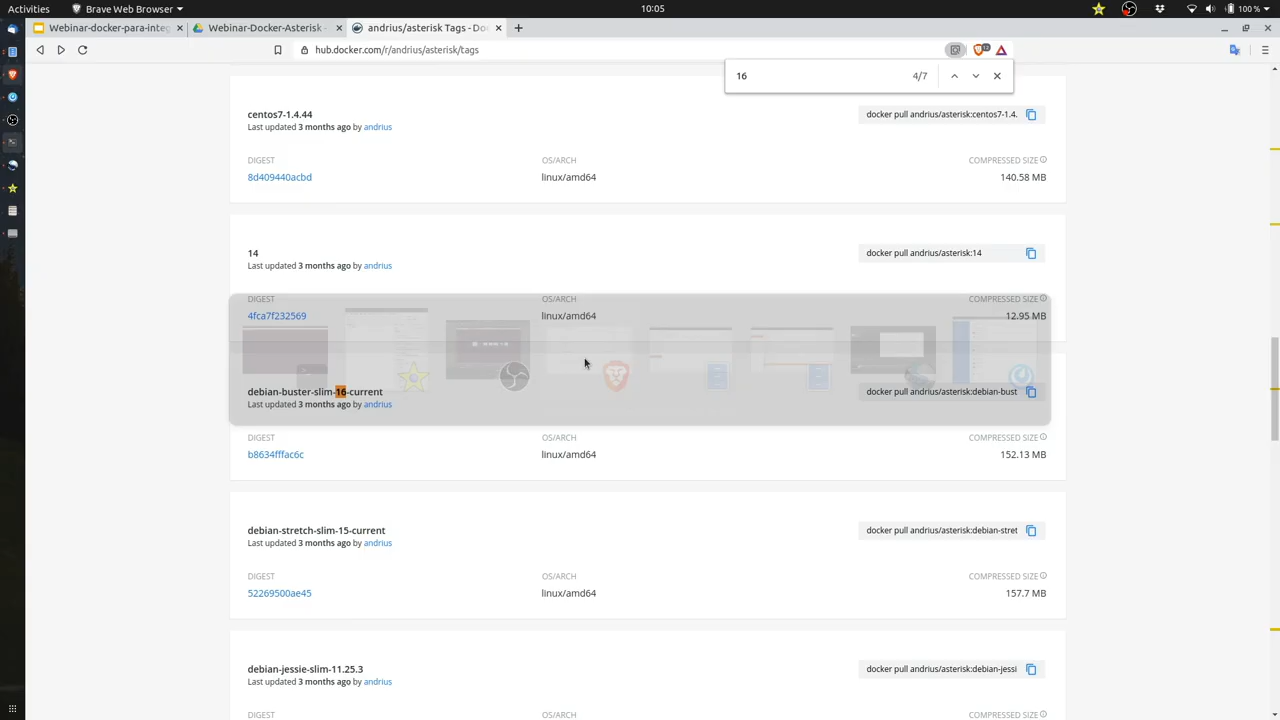 Activities
Brave Web Browser
10:05
100 %
Webinar-docker-para-integ
Webinar-Docker-Asterisk -
andrius/asterisk Tags - Doc
hub.docker.com/r/andrius/asterisk/tags
12
16
4/7
centos7-1.4.44
docker pull andrius/asterisk:centos7-1.4.
Last updated 3 months ago by andrius
DIGEST
OS/ARCH
COMPRESSED SIZE
8d409440acbd
linux/amd64
140.58 MB
14
docker pull andrius/asterisk:14
Last updated 3 months ago by andrius
DIGEST
OS/ARCH
COMPRESSED SIZE
4fca7f232569
linux/amd64
12.95 MB
debian-buster-slim-16-current
docker pull andrius/asterisk:debian-bust
Last updated 3 months ago by andrius
DIGEST
OS/ARCH
COMPRESSED SIZE
b8634fffac6c
linux/amd64
152.13 MB
debian-stretch-slim-15-current
docker pull andrius/asterisk:debian-stret
Last updated 3 months ago by andrius
DIGEST
OS/ARCH
COMPRESSED SIZE
52269500ae45
linux/amd64
157.7 MB
debian-jessie-slim-11.25.3
docker pull andrius/asterisk:debian-jessi
Last updated 3 months ago by andrius
DIGEST
OS/ARCH
COMPRESSED SIZE